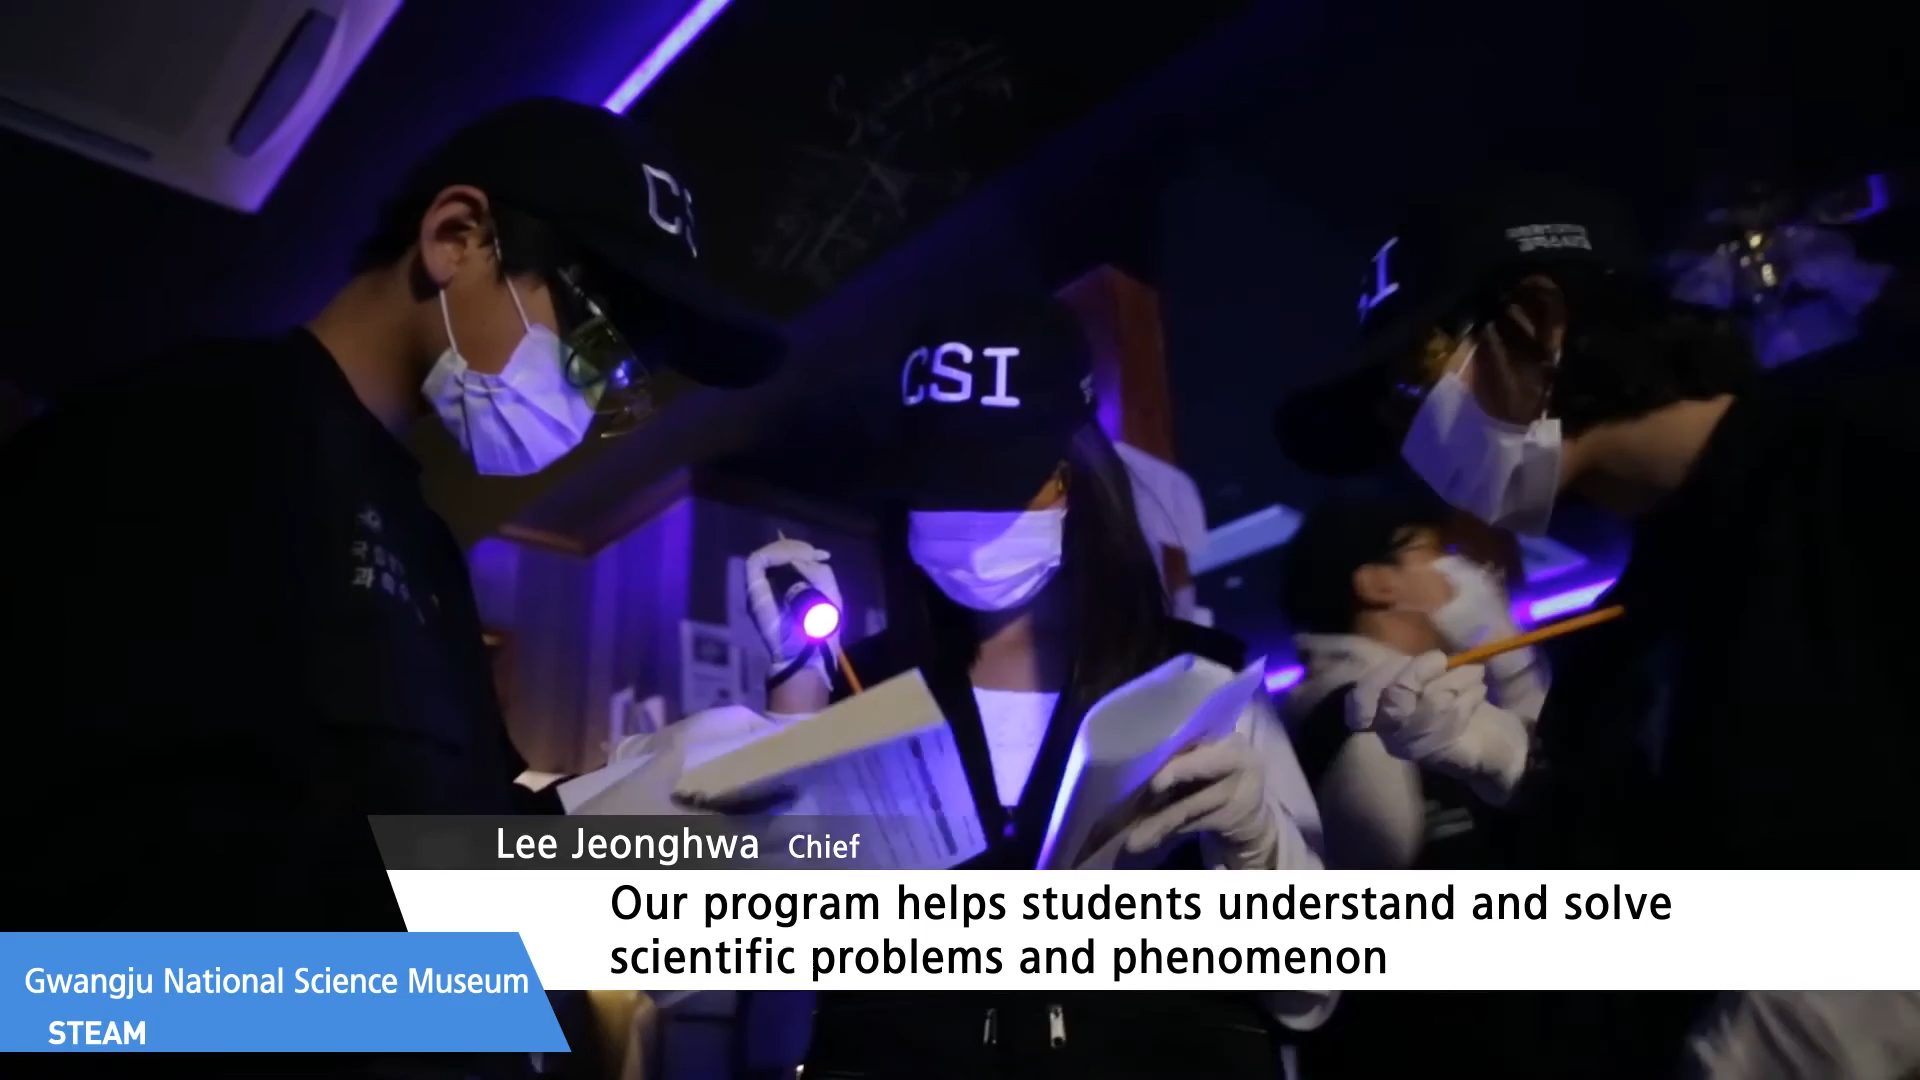 CSI
Lee Jeonghwa Chief
Our program helps students understand and solve
scientific problems and phenomenon
Gwangju National Science Museum
STEAM